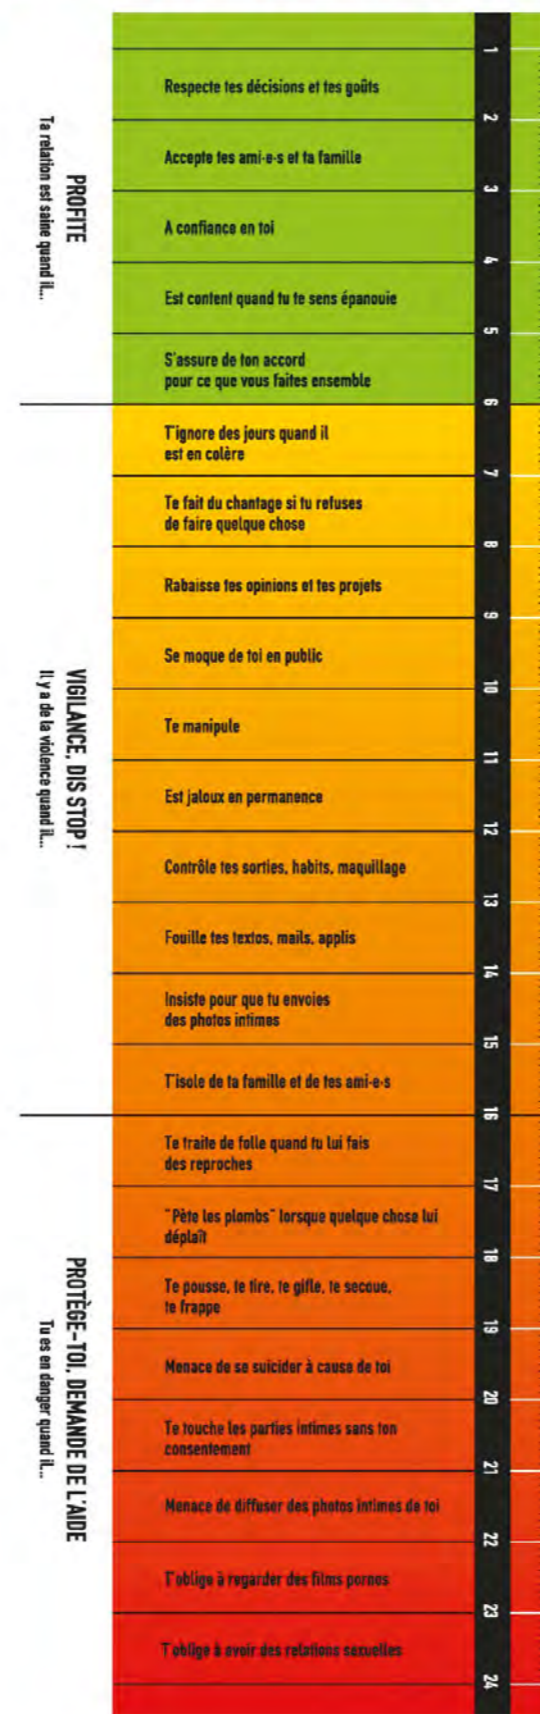 PROFITE
Ta relation est saine quand il...
1
Respecte tes décisions et tes goûts
2
Accepte tes ami·e·s et ta famille
3
A confiance en toi
4
Est content quand tu te sens épanouie
5
S'assure de ton accord
pour ce que vous faites ensemble
6
VIGILANCE, DIS STOP !
Il y a de la violence quand il...
T'ignore des jours quand il
est en colère
7
Te fait du chantage si tu refuses
de faire quelque chose
8
Rabaisse tes opinions et tes projets
9
Se moque de toi en public
10
Te manipule
11
Est jaloux en permanence
12
Contrôle tes sorties, habits, maquillage
13
Fouille tes textos, mails, applis
14
Insiste pour que tu envoies
des photos intimes
15
T'isole de ta famille et de tes ami·e·s
16
PROTÈGE-TOI, DEMANDE DE L'AIDE
Tu es en danger quand il...
Te traite de folle quand tu lui fais
des reproches
17
"Pète les plombs" lorsque quelque chose lui
déplaît
18
Te pousse, te tire, te gifle, te secoue,
te frappe
19
Menace de se suicider à cause de toi
20
Te touche les parties intimes sans ton
consentement
21
Menace de diffuser des photos intimes de toi
22
T'oblige à regarder des films pornos
23
T'oblige à avoir des relations sexuelles
24